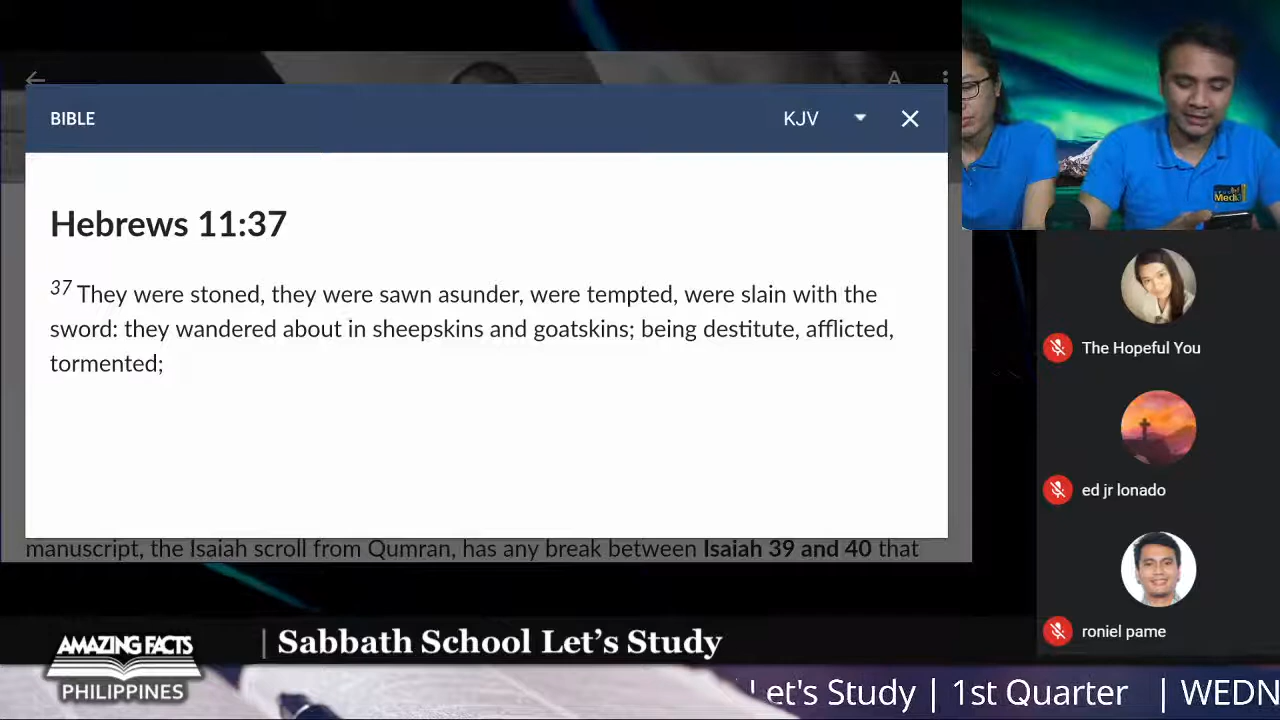 A
BIBLE
KJV
Hebrews 11:37
37 They were stoned, they were sawn asunder, were tempted, were slain with the
sword: they wandered about in sheepskins and goatskins; being destitute, afflicted,
tormented;
manuscript, the Isaiah scroll from Qumran, has any break between Isaiah 39 and 40 that
Medi
The Hopeful You
ed jr lonado
roniel pame
AMAZING FACTS
PHILIPPINES
| Sabbath School Let's Study
Let's Study | 1st Quarter | WEDN